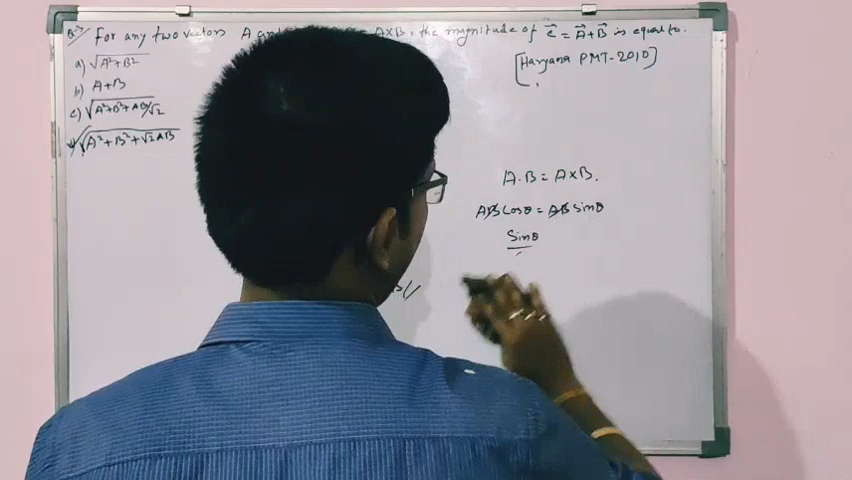 Q→ For any two vectors A and = A×B, the magnitude of C⃗ = A⃗+B⃗ is equal to.
[Haryana PMT-2010]
a) √A²+B²
b) A+B
c) √A²+B²+AB/√2
√A²+B²+√2AB
A.B = A×B.
AB Cosθ = AB Sinθ
Sinθ